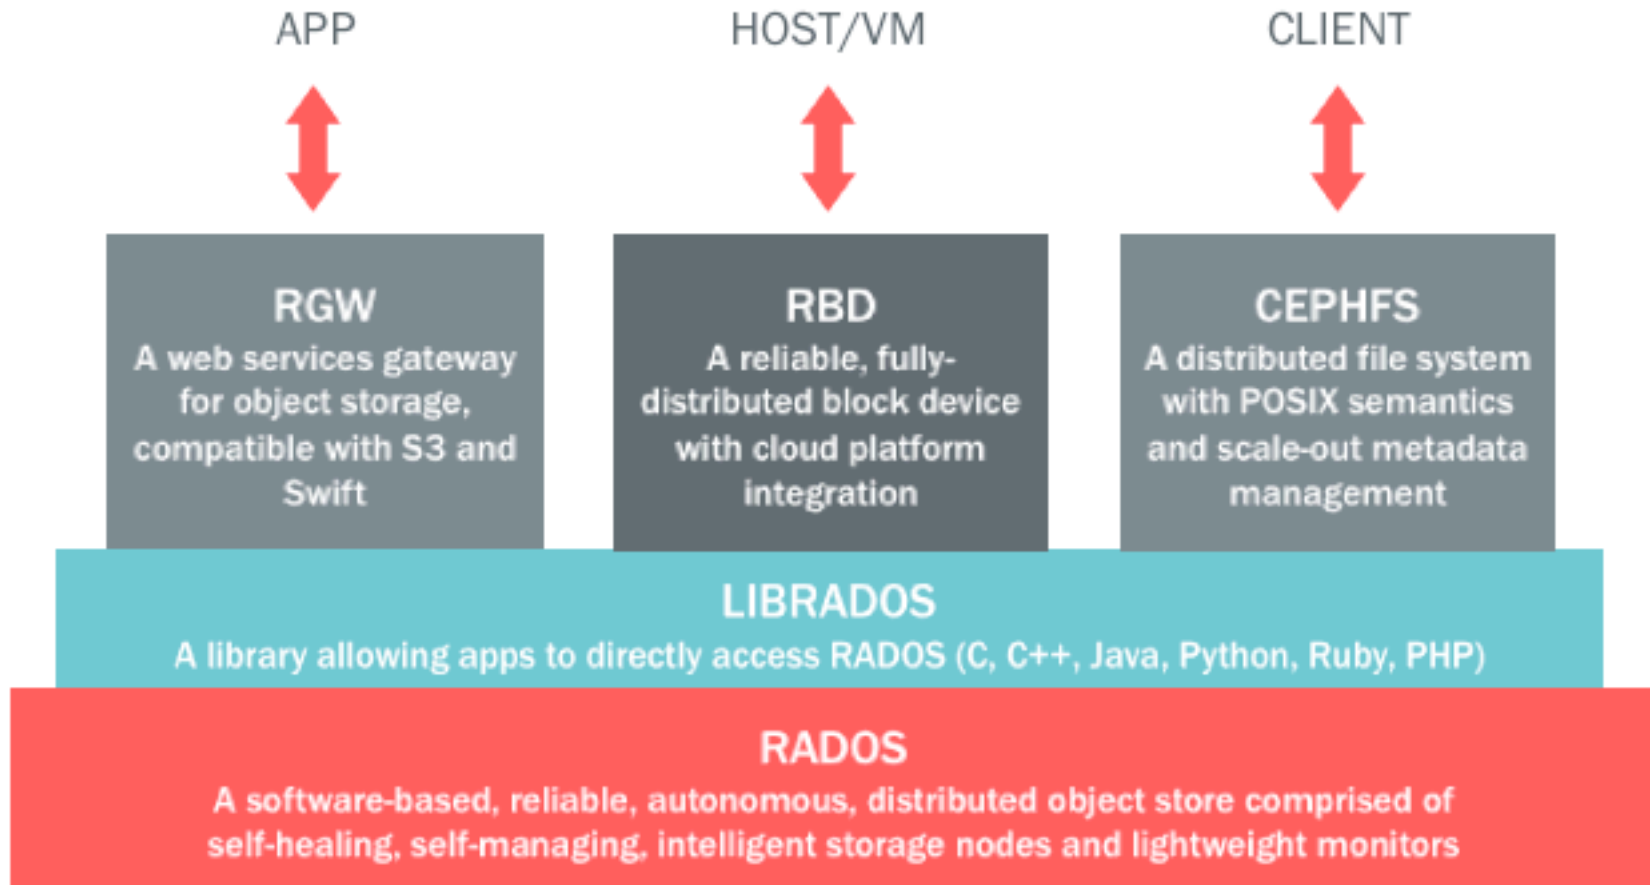 APP
HOST/VM
CLIENT
RGW
A web services gateway
for object storage,
compatible with S3 and
Swift
RBD
A reliable, fully-
distributed block device
with cloud platform
integration
CEPHFS
A distributed file system
with POSIX semantics
and scale-out metadata
management
LIBRADOS
A library allowing apps to directly access RADOS (C, C++, Java, Python, Ruby, PHP)
RADOS
A software-based, reliable, autonomous, distributed object store comprised of
self-healing, self-managing, intelligent storage nodes and lightweight monitors